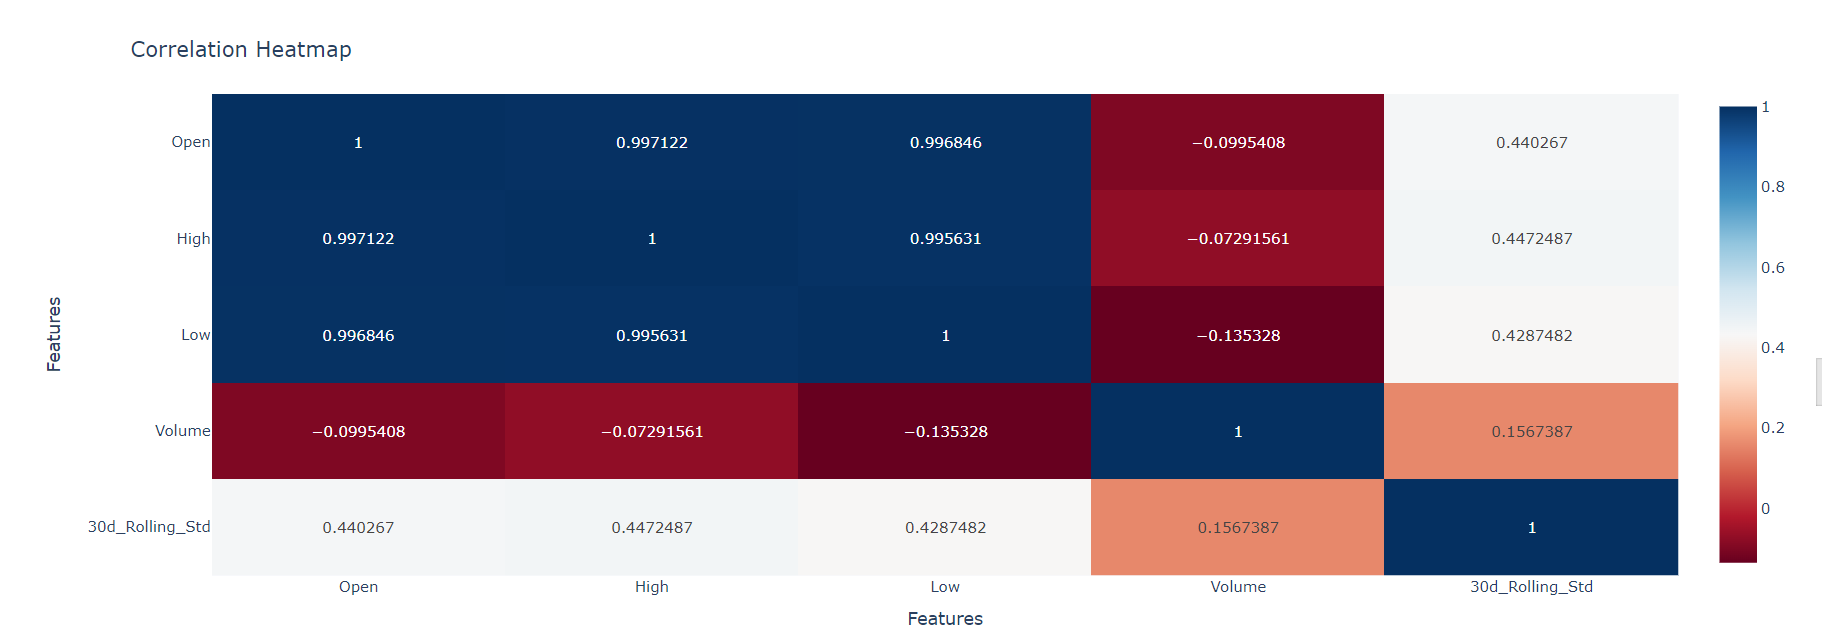 Correlation Heatmap
Open 1 0.997122 0.996846 −0.0995408 0.440267
High 0.997122 1 0.995631 −0.07291561 0.4472487
Low 0.996846 0.995631 1 −0.135328 0.4287482
Volume −0.0995408 −0.07291561 −0.135328 1 0.1567387
30d_Rolling_Std 0.440267 0.4472487 0.4287482 0.1567387 1
Open High Low Volume 30d_Rolling_Std
Features
Features
1
0.8
0.6
0.4
0.2
0